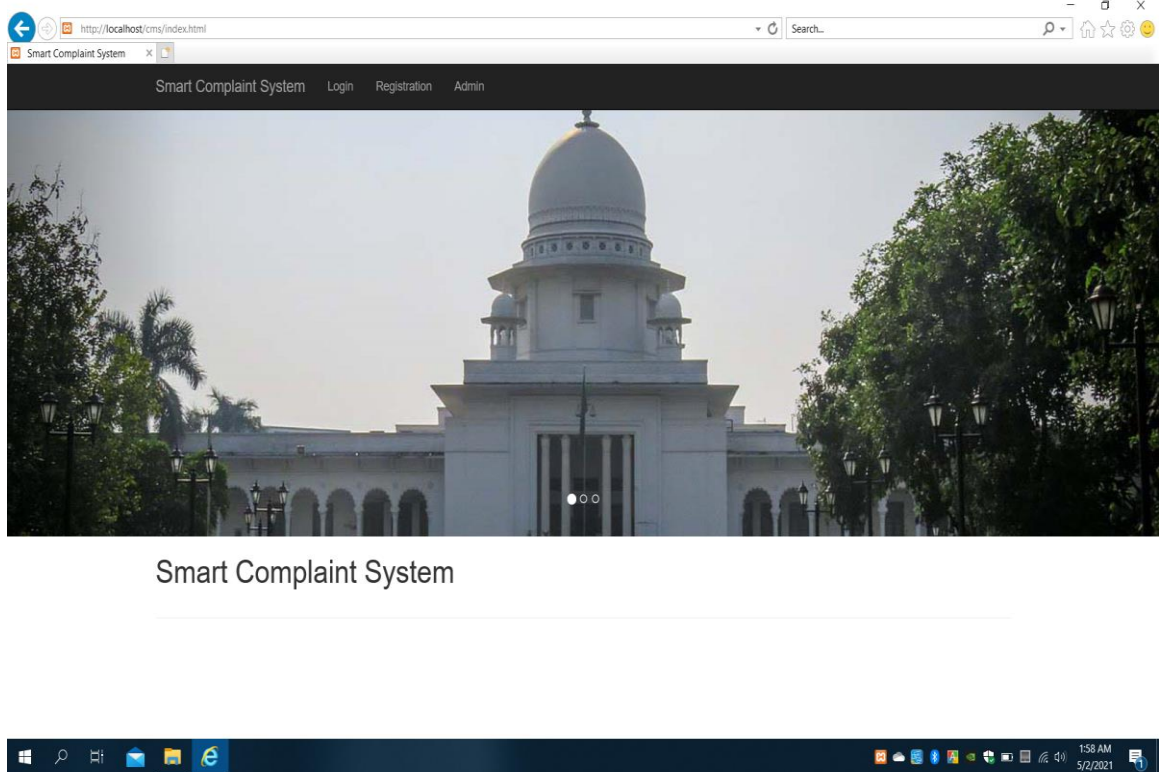 http://localhost/cms/index.html
Search...
Smart Complaint System
Smart Complaint System Login Registration Admin
Smart Complaint System
1:58 AM
5/2/2021